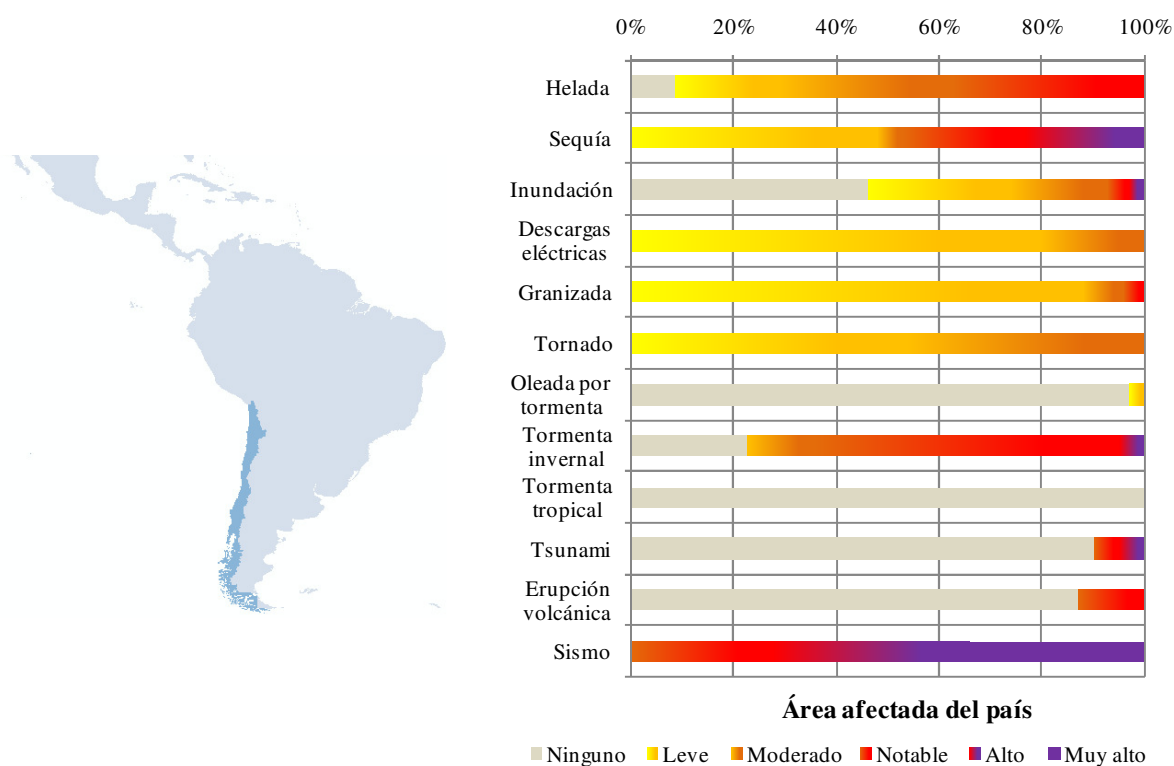 0% 20% 40% 60% 80% 100%
Helada
Sequía
Inundación
Descargas
eléctricas
Granizada
Tornado
Oleada por
tormenta
Tormenta
invernal
Tormenta
tropical
Tsunami
Erupción
volcánica
Sismo
Área afectada del país
Ninguno Leve Moderado Notable Alto Muy alto